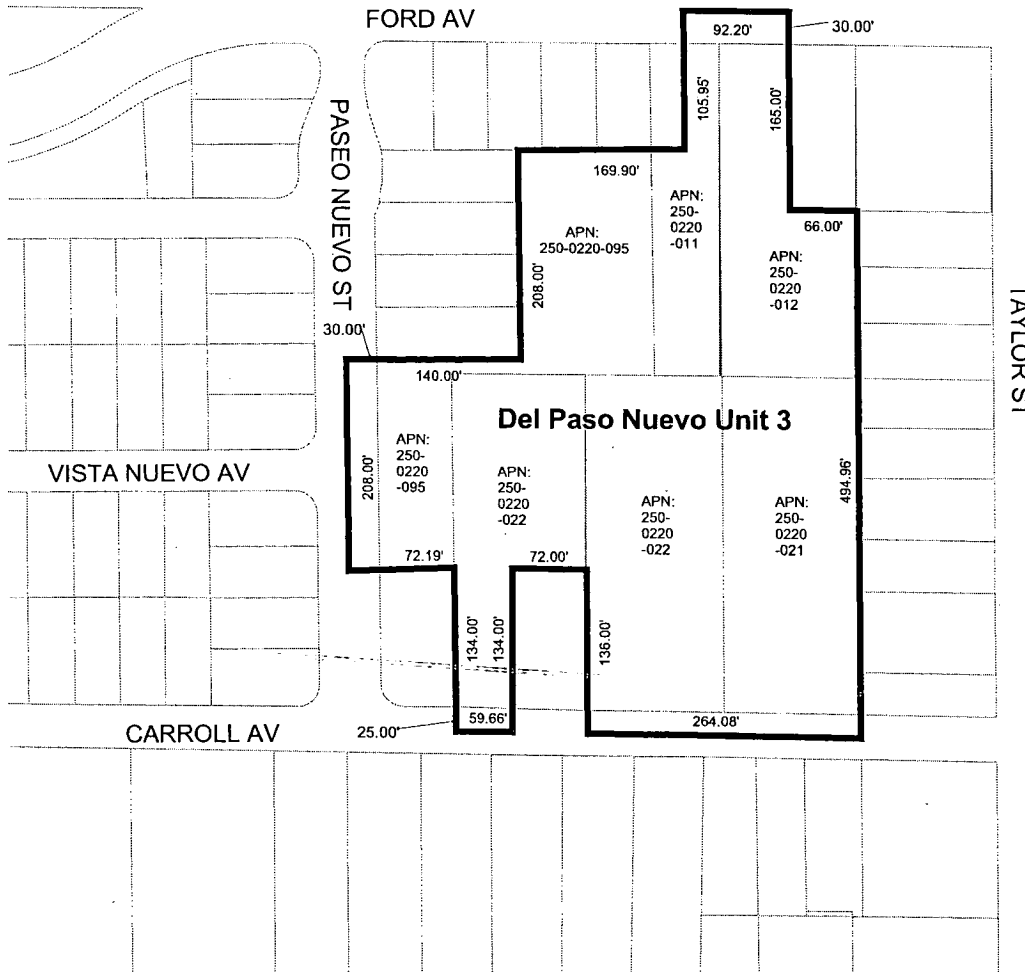 FORD AV
92.20'
30.00'
105.95'
165.00'
PASEO NUEVO ST
169.90'
APN:
250-
0220
-011
APN:
250-0220-095
66.00'
APN:
250-
0220
-012
208.00'
TAYLOR ST
30.00'
140.00'
Del Paso Nuevo Unit 3
APN:
250-
0220
-095
VISTA NUEVO AV
208.00'
APN:
250-
0220
-022
APN:
250-
0220
-022
APN:
250-
0220
-021
494.96'
72.19'
72.00'
134.00'
134.00'
136.00'
59.66'
264.08'
25.00'
CARROLL AV